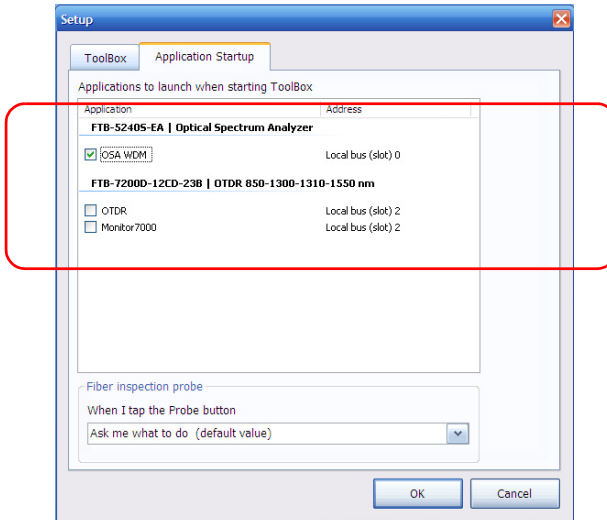 Setup
ToolBox Application Startup
Applications to launch when starting ToolBox
Application Address
FTB-5240S-EA | Optical Spectrum Analyzer
OSA WDM Local bus (slot) 0
FTB-7200D-12CD-23B | OTDR 850-1300-1310-1550 nm
OTDR Local bus (slot) 2
Monitor7000 Local bus (slot) 2
Fiber inspection probe
When I tap the Probe button
Ask me what to do (default value)
OK Cancel